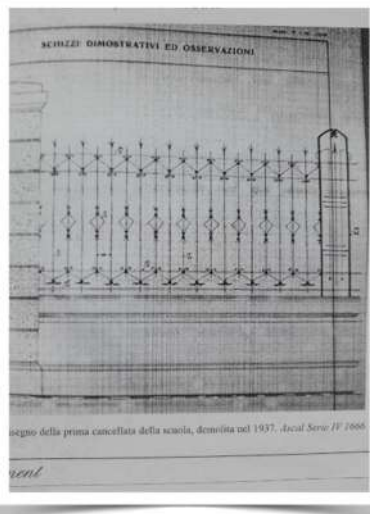 SCHIZZI DIMOSTRATIVI ED OSSERVAZIONI
isegno della prima cancellata della scuola, demolita nel 1937. Ascal Serie IV 1666
ment